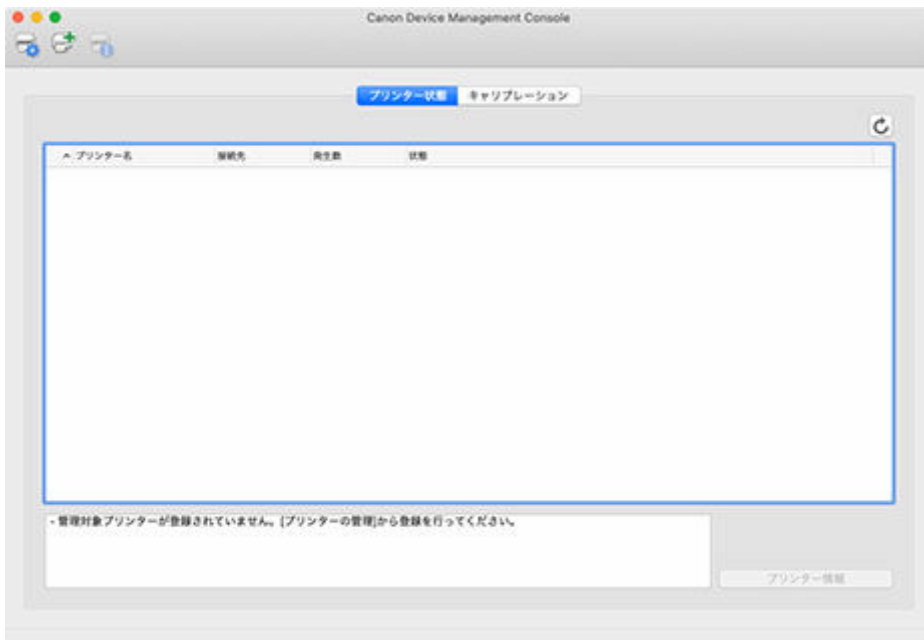 Canon Device Management Console
プリンター状態 キャリブレーション
プリンター名 接続先 発生数 状態
- 管理対象プリンターが登録されていません。[プリンターの管理]から登録を行ってください。
プリンター情報